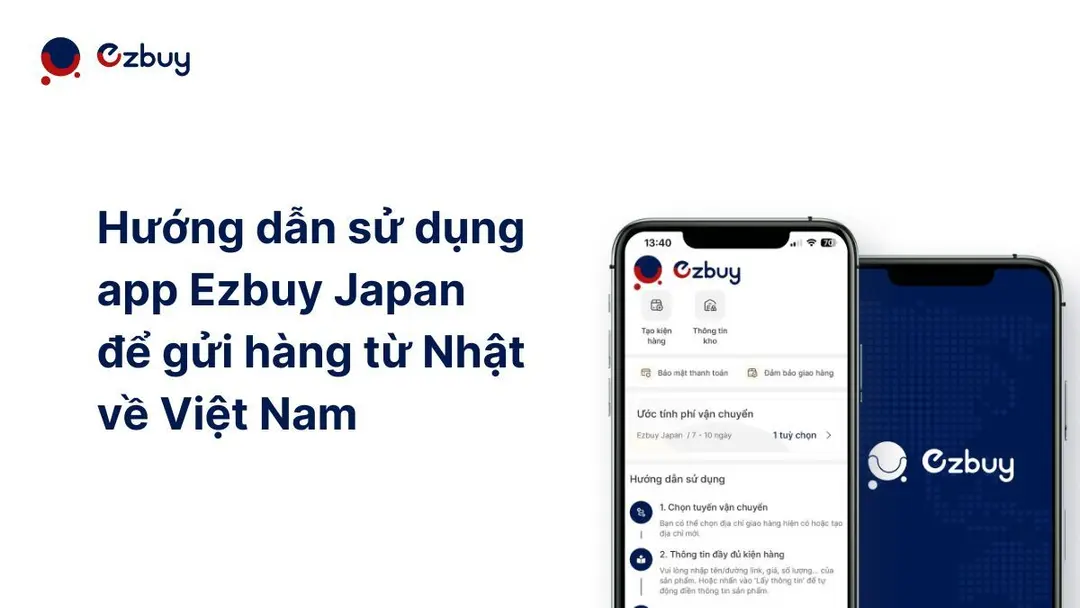 ezbuy
Hướng dẫn sử dụng
app Ezbuy Japan
để gửi hàng từ Nhật
về Việt Nam
13:40
70
ezbuy
Tạo kiện
hàng
Thông tin
kho
Bảo mật thanh toán
Đảm bảo giao hàng
Ước tính phí vận chuyển
Ezbuy Japan / 7 - 10 ngày
1 tuỳ chọn
Hướng dẫn sử dụng
1. Chọn tuyến vận chuyển
Bạn có thể chọn địa chỉ giao hàng hiện có hoặc tạo
địa chỉ mới.
2. Thông tin đầy đủ kiện hàng
Vui lòng nhập tên/đường link, giá, số lượng... của
sản phẩm. Hoặc nhấn vào 'Lấy thông tin' để tự
động điền thông tin sản phẩm.
ezbuy